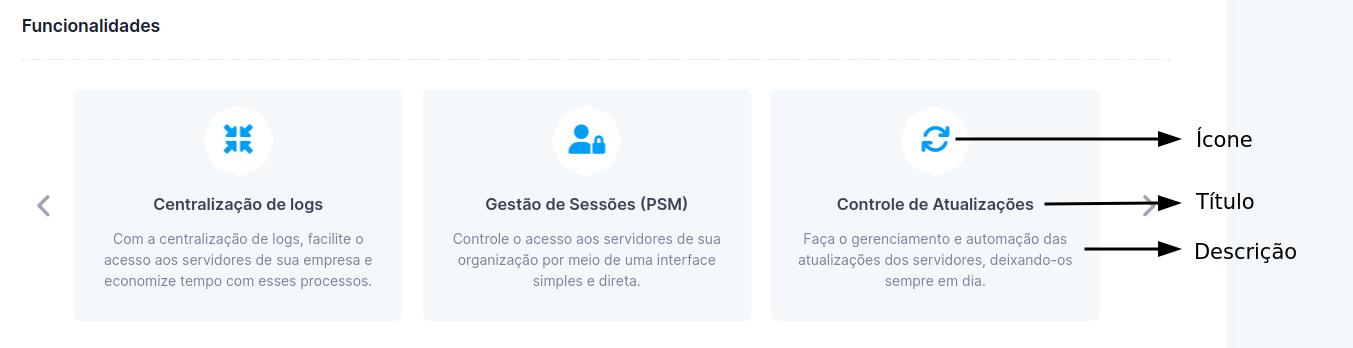 Funcionalidades
Centralização de logs
Com a centralização de logs, facilite o
acesso aos servidores de sua empresa e
economize tempo com esses processos.
Gestão de Sessões (PSM)
Controle o acesso aos servidores de sua
organização por meio de uma interface
simples e direta.
Controle de Atualizações
Faça o gerenciamento e automação das
atualizações dos servidores, deixando-os
sempre em dia.
Ícone
Título
Descrição